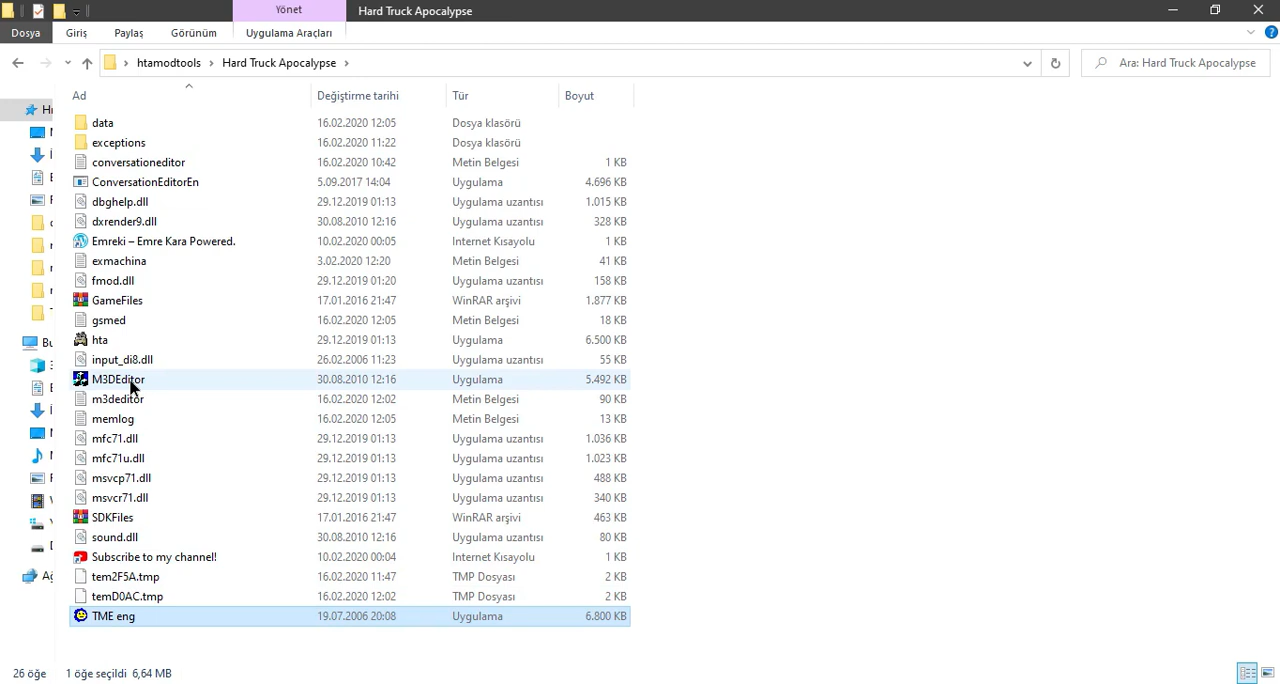 Yönet
Hard Truck Apocalypse
Dosya
Giriş
Paylaş
Görünüm
Uygulama Araçları
htamodtools > Hard Truck Apocalypse >
Ara: Hard Truck Apocalypse
Ad Değiştirme tarihi Tür Boyut
data 16.02.2020 12:05 Dosya klasörü
exceptions 16.02.2020 11:22 Dosya klasörü
conversationeditor 16.02.2020 10:42 Metin Belgesi 1 KB
ConversationEditorEn 5.09.2017 14:04 Uygulama 4.696 KB
dbghelp.dll 29.12.2019 01:13 Uygulama uzantısı 1.015 KB
dxrender9.dll 30.08.2010 12:16 Uygulama uzantısı 328 KB
Emreki – Emre Kara Powered. 10.02.2020 00:05 Internet Kısayolu 1 KB
exmachina 3.02.2020 12:20 Metin Belgesi 41 KB
fmod.dll 29.12.2019 01:20 Uygulama uzantısı 158 KB
GameFiles 17.01.2016 21:47 WinRAR arşivi 1.877 KB
gsmed 16.02.2020 12:05 Metin Belgesi 18 KB
hta 29.12.2019 01:13 Uygulama 6.500 KB
input_di8.dll 26.02.2006 11:23 Uygulama uzantısı 55 KB
M3DEditor 30.08.2010 12:16 Uygulama 5.492 KB
m3deditor 16.02.2020 12:02 Metin Belgesi 90 KB
memlog 16.02.2020 12:05 Metin Belgesi 13 KB
mfc71.dll 29.12.2019 01:13 Uygulama uzantısı 1.036 KB
mfc71u.dll 29.12.2019 01:13 Uygulama uzantısı 1.023 KB
msvcp71.dll 29.12.2019 01:13 Uygulama uzantısı 488 KB
msvcr71.dll 29.12.2019 01:13 Uygulama uzantısı 340 KB
SDKFiles 17.01.2016 21:47 WinRAR arşivi 463 KB
sound.dll 30.08.2010 12:16 Uygulama uzantısı 80 KB
Subscribe to my channel! 10.02.2020 00:04 Internet Kısayolu 1 KB
tem2F5A.tmp 16.02.2020 11:47 TMP Dosyası 2 KB
temD0AC.tmp 16.02.2020 12:02 TMP Dosyası 2 KB
TME eng 19.07.2006 20:08 Uygulama 6.800 KB
26 öğe 1 öğe seçildi 6,64 MB